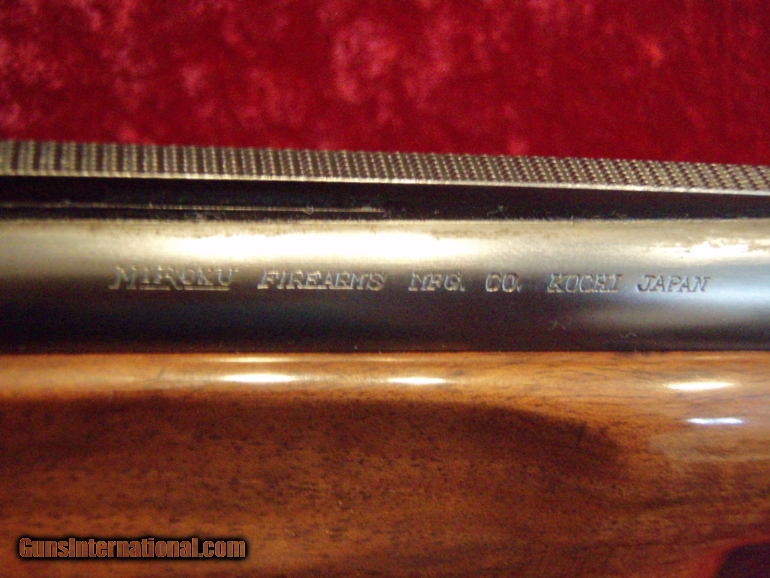 MIROKU FIREARMS MFG. CO. KOCHI JAPAN
GunsInternational.com